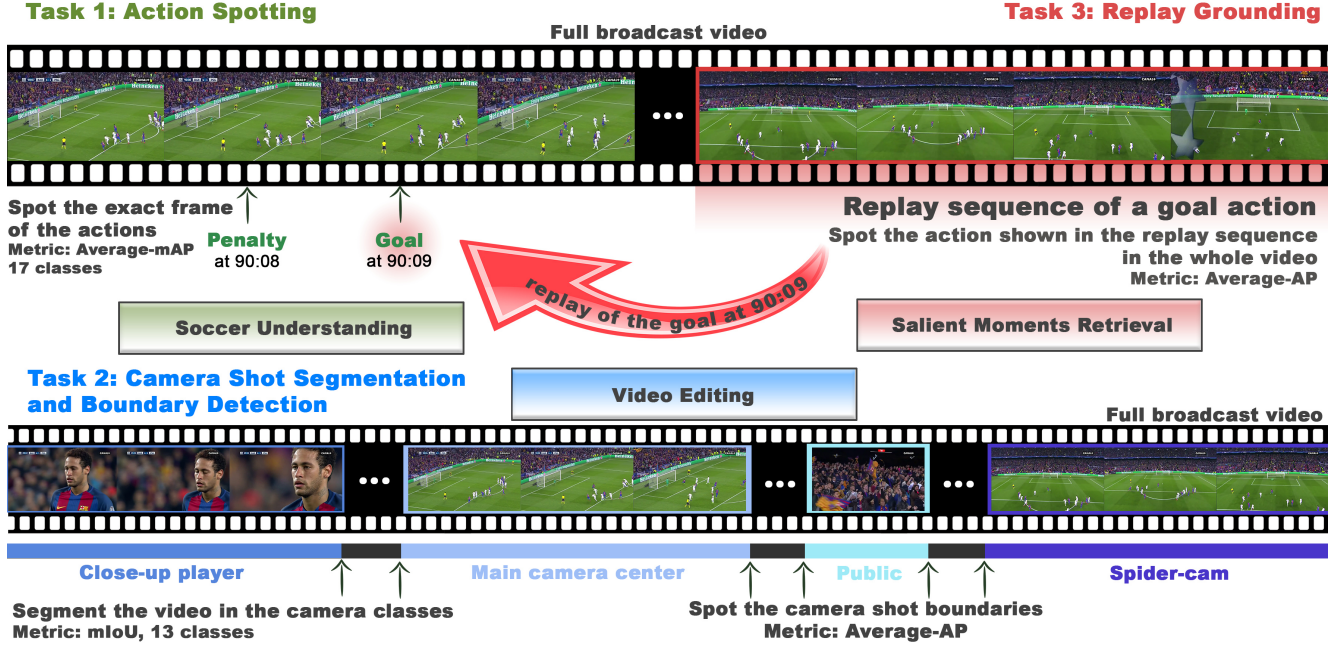 Task 1: Action Spotting
Task 3: Replay Grounding
Full broadcast video
Heineken
Spot the exact frame
of the actions
Metric: Average-mAP
17 classes
Penalty
at 90:08
Goal
at 90:09
Replay sequence of a goal action
Spot the action shown in the replay sequence
in the whole video
Metric: Average-AP
replay of the goal at 90:09
Soccer Understanding
Salient Moments Retrieval
Video Editing
Task 2: Camera Shot Segmentation
and Boundary Detection
Full broadcast video
Close-up player
Main camera center
Public
Spider-cam
Segment the video in the camera classes
Metric: mIoU, 13 classes
Spot the camera shot boundaries
Metric: Average-AP